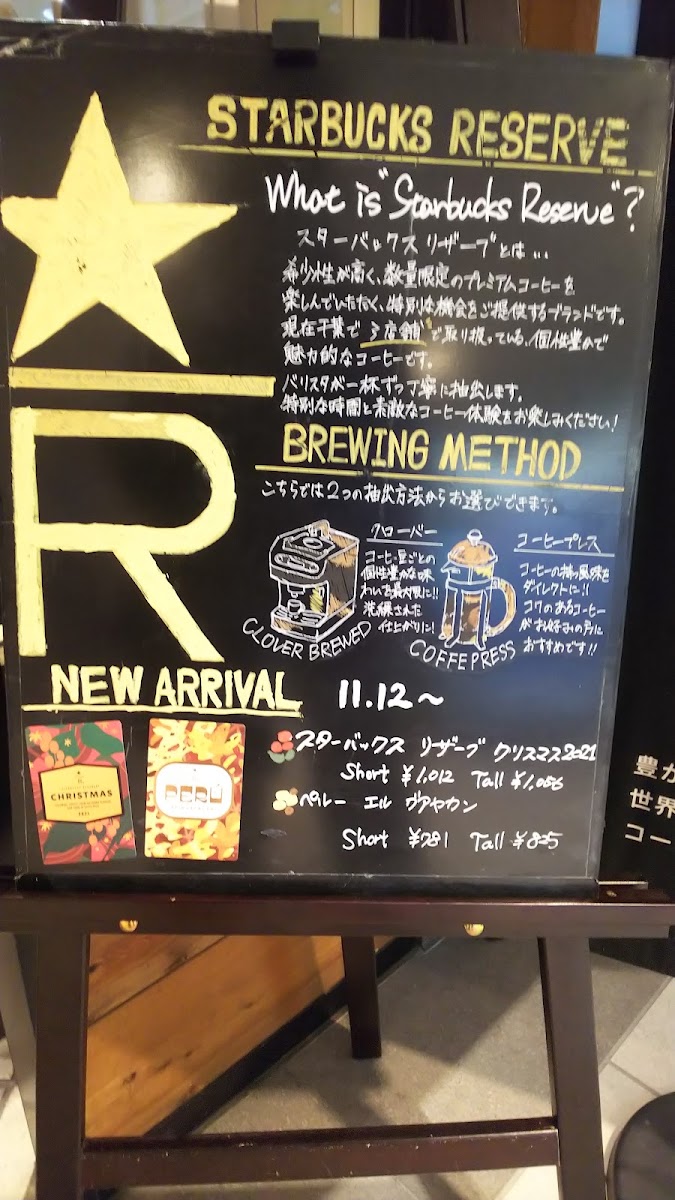 STARBUCKS RESERVE
What is "Starbucks Reserve"?
スターバックス リザーブとは...
希少性が高く、数量限定のプレミアムコーヒーを
楽しんでいただく、特別な機会をご提供するブランドです。
現在千葉で 3店舗 で取り扱っている、個性豊かで
魅力的なコーヒーです。
バリスタが一杯ずつ丁寧に抽出します。
特別な時間と素敵なコーヒー体験をお楽しみください!
R
BREWING METHOD
こちらでは2つの抽出方法からお選びできます。
クローバー
コーヒー豆ごとの
個性豊かな味
わいを最大限に!!
洗練された
仕上がりに!
CLOVER BREWED
コーヒープレス
コーヒーの持つ風味を
ダイレクトに!!
コクのあるコーヒー
がお好みの方に
おすすめです!!
COFFE PRESS
NEW ARRIVAL
11.12~
CHRISTMAS
2021
PERÚ
スターバックス リザーブ クリスマス2021
Short ¥1,012 Tall ¥1,056
ペルー エル グアヤカン
Short ¥781 Tall ¥825
豊か
世界
コー